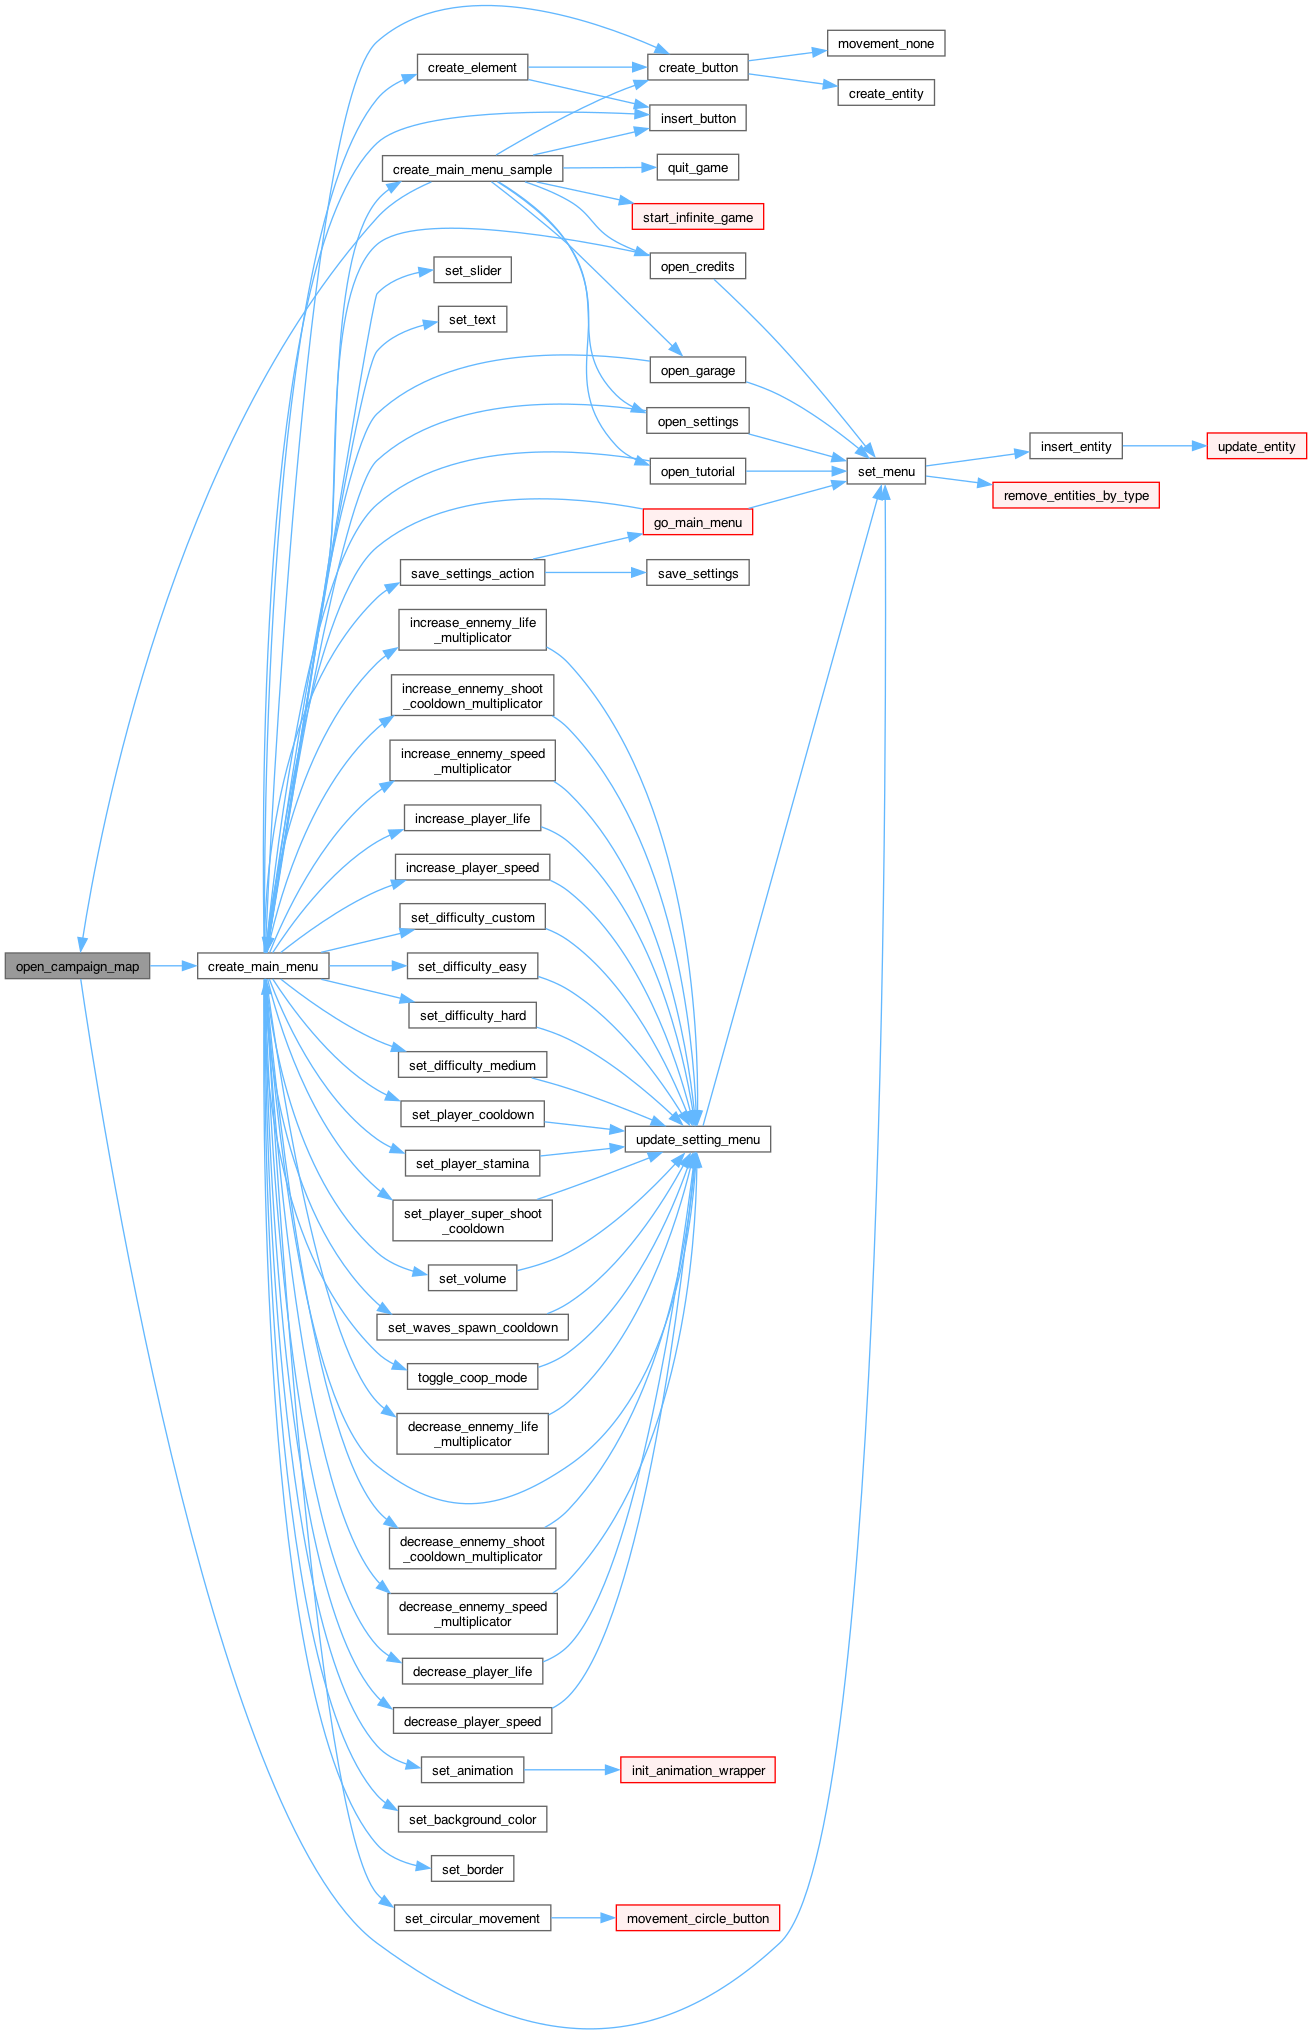 movement_none
create_element
create_button
create_entity
insert_button
create_main_menu_sample
quit_game
start_infinite_game
open_credits
set_slider
set_text
open_garage
open_settings
insert_entity
update_entity
open_tutorial
set_menu
remove_entities_by_type
go_main_menu
save_settings_action
save_settings
increase_ennemy_life
_multiplicator
increase_ennemy_shoot
_cooldown_multiplicator
increase_ennemy_speed
_multiplicator
increase_player_life
increase_player_speed
set_difficulty_custom
open_campaign_map
create_main_menu
set_difficulty_easy
set_difficulty_hard
set_difficulty_medium
set_player_cooldown
update_setting_menu
set_player_stamina
set_player_super_shoot
_cooldown
set_volume
set_waves_spawn_cooldown
toggle_coop_mode
decrease_ennemy_life
_multiplicator
decrease_ennemy_shoot
_cooldown_multiplicator
decrease_ennemy_speed
_multiplicator
decrease_player_life
decrease_player_speed
set_animation
init_animation_wrapper
set_background_color
set_border
set_circular_movement
movement_circle_button